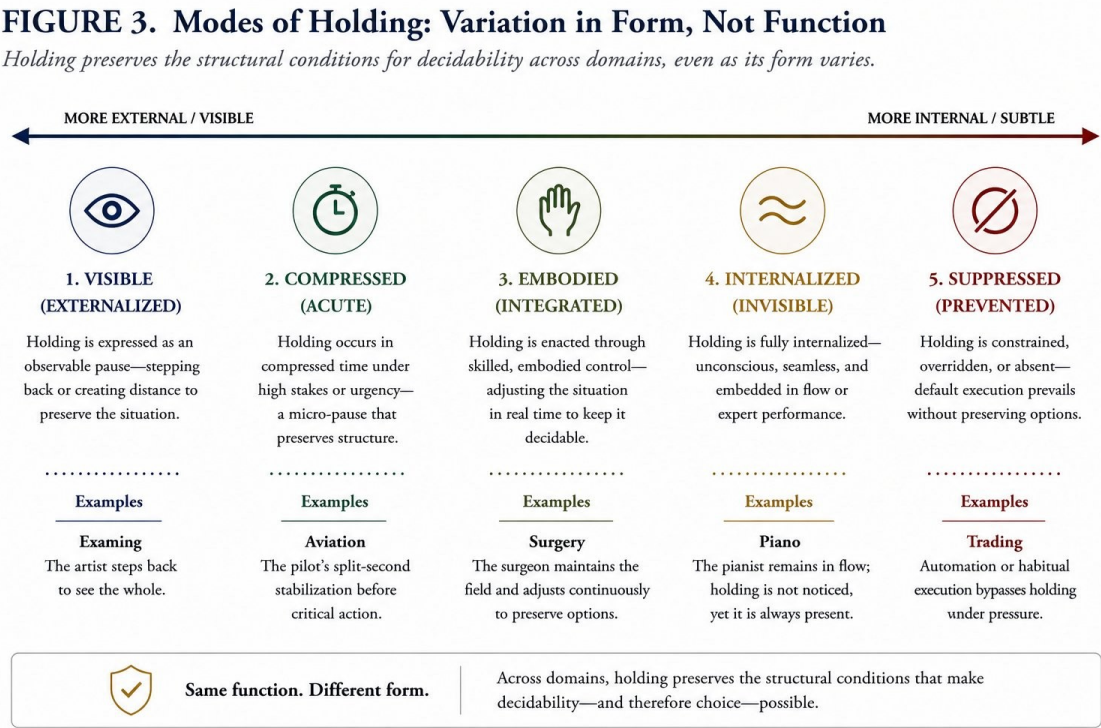 FIGURE 3. Modes of Holding: Variation in Form, Not Function
Holding preserves the structural conditions for decidability across domains, even as its form varies.
MORE EXTERNAL / VISIBLE
MORE INTERNAL / SUBTLE
1. VISIBLE
(EXTERNALIZED)
Holding is expressed as an
observable pause—stepping
back or creating distance to
preserve the situation.
Examples
Examing
The artist steps back
to see the whole.
2. COMPRESSED
(ACUTE)
Holding occurs in
compressed time under
high stakes or urgency—
a micro-pause that
preserves structure.
Examples
Aviation
The pilot's split-second
stabilization before
critical action.
3. EMBODIED
(INTEGRATED)
Holding is enacted through
skilled, embodied control—
adjusting the situation
in real time to keep it
decidable.
Examples
Surgery
The surgeon maintains the
field and adjusts continuously
to preserve options.
4. INTERNALIZED
(INVISIBLE)
Holding is fully internalized—
unconscious, seamless, and
embedded in flow or
expert performance.
Examples
Piano
The pianist remains in flow;
holding is not noticed,
yet it is always present.
5. SUPPRESSED
(PREVENTED)
Holding is constrained,
overridden, or absent—
default execution prevails
without preserving options.
Examples
Trading
Automation or habitual
execution bypasses holding
under pressure.
Same function. Different form.
Across domains, holding preserves the structural conditions that make
decidability—and therefore choice—possible.